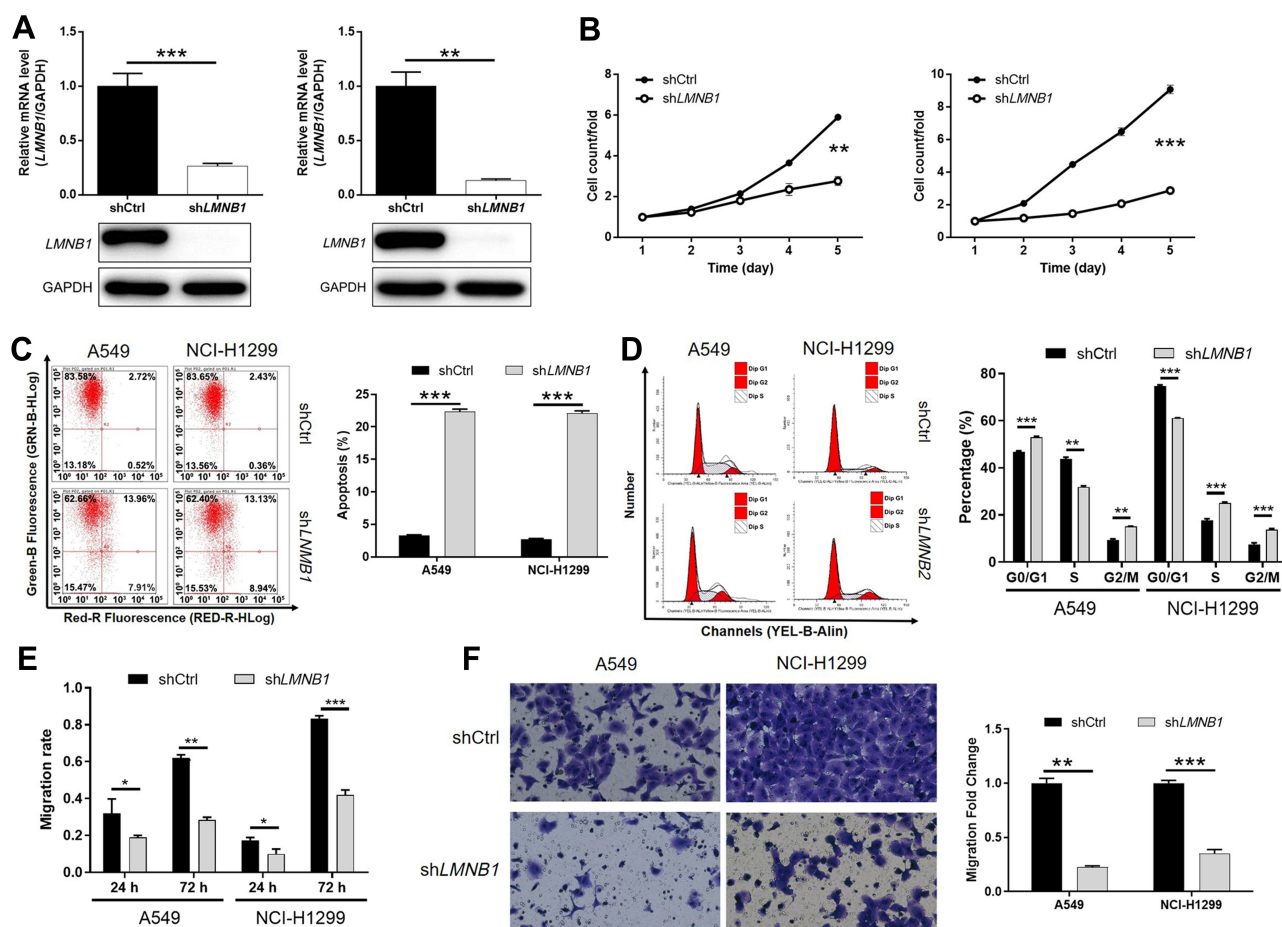 A
Relative mRNA level
(LMNB1/GAPDH)
1.5
1.0
0.5
0.0
***
shCtrl
shLMNB1
LMNB1
GAPDH
Relative mRNA level
(LMNB1/GAPDH)
1.5
1.0
0.5
0.0
**
shCtrl
shLMNB1
LMNB1
GAPDH
B
Cell count/fold
8
6
4
2
0
shCtrl
shLMNB1
**
1 2 3 4 5
Time (day)
Cell count/fold
10
8
6
4
2
0
shCtrl
shLMNB1
***
1 2 3 4 5
Time (day)
C
A549
NCI-H1299
Green-B Fluorescence (GRN-B-HLog)
83.58% 2.72%
13.18% 0.52%
83.65% 2.43%
13.56% 0.36%
shCtrl
62.66% 13.96%
15.47% 7.91%
62.40% 13.13%
15.53% 8.94%
shLNMB1
Red-R Fluorescence (RED-R-HLog)
shCtrl
shLMNB1
Apoptosis (%)
25
20
15
10
5
0
***
***
A549
NCI-H1299
D
A549
NCI-H1299
Number
Dip G1
Dip G2
Dip S
Dip G1
Dip G2
Dip S
shCtrl
Dip G1
Dip G2
Dip S
Dip G1
Dip G2
Dip S
shLMNB2
Channels (YEL-B-Alin)
shCtrl
shLMNB1
Percentage (%)
80
60
40
20
0
***
**
**
***
***
***
G0/G1 S G2/M G0/G1 S G2/M
A549
NCI-H1299
E
shCtrl
shLMNB1
Migration rate
1.0
0.8
0.6
0.4
0.2
0.0
*
**
*
***
24 h 72 h 24 h 72 h
A549
NCI-H1299
F
A549
NCI-H1299
shCtrl
shLMNB1
shCtrl
shLMNB1
Migration Fold Change
1.5
1.0
0.5
0.0
**
***
A549
NCI-H1299